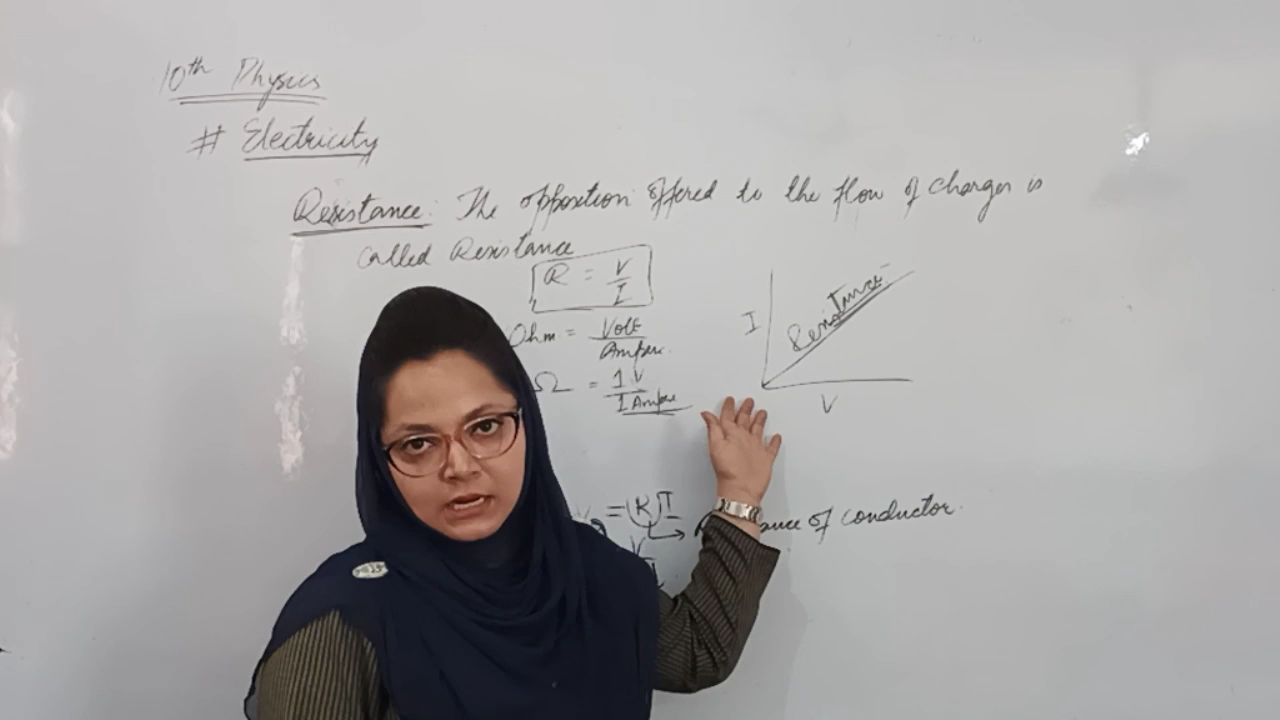 10th Physics
# Electricity
Resistance: The opposition offered to the flow of charges is
called Resistance
R = V/I
Ohm = Volt/Ampere.
Ω = 1 V/1 Ampere
I
Resistance
V
= (R) I → of conductor.
V